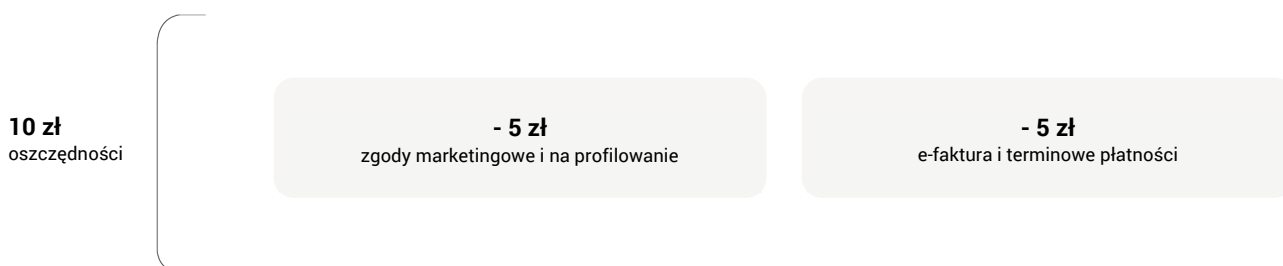 10 zł
oszczędności
- 5 zł
zgody marketingowe i na profilowanie
- 5 zł
e-faktura i terminowe płatności